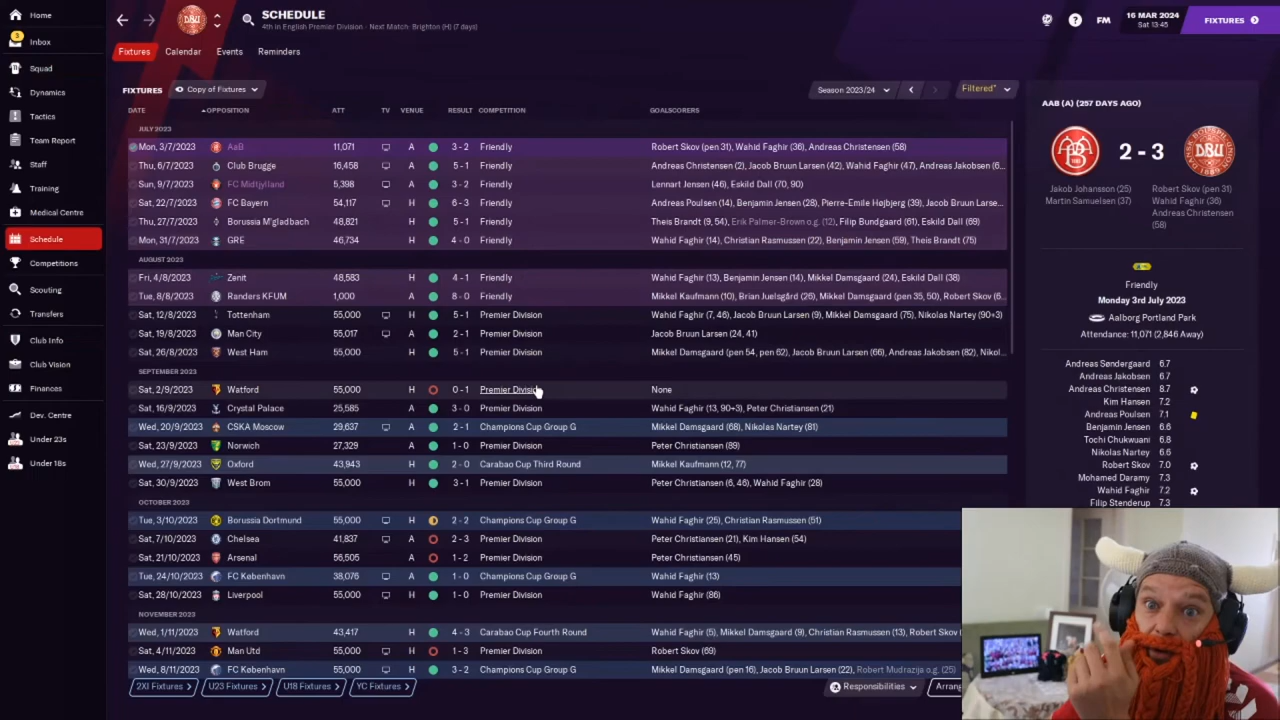 Home
Inbox
3
Squad
Dynamics
Tactics
Team Report
Staff
Training
Medical Centre
Schedule
Competitions
Scouting
Transfers
Club Info
Club Vision
Finances
Dev. Centre
Under 23s
Under 18s
DBU
SCHEDULE
4th in English Premier Division - Next Match: Brighton (H) (7 days)
? FM 16 MAR 2024
Sat 13:45
FIXTURES
Fixtures Calendar Events Reminders
FIXTURES Copy of Fixtures Season 2023/24 Filtered*
DATE OPPOSITION ATT TV VENUE RESULT COMPETITION GOALSCORERS
JULY 2023
Mon, 3/7/2023 AaB 11,071 A 3 - 2 Friendly Robert Skov (pen 31), Wahid Faghir (36), Andreas Christensen (58)
Thu, 6/7/2023 Club Brugge 16,458 A 5 - 1 Friendly Andreas Christensen (2), Jacob Bruun Larsen (42), Wahid Faghir (47), Andreas Jakobsen (6...
Sun, 9/7/2023 FC Midtjylland 5,398 A 3 - 2 Friendly Lennart Jensen (46), Eskild Dall (70, 90)
Sat, 22/7/2023 FC Bayern 54,117 H 6 - 3 Friendly Andreas Poulsen (14), Benjamin Jensen (28), Pierre-Emile Højbjerg (39), Jacob Bruun Larse...
Thu, 27/7/2023 Borussia M'gladbach 48,821 H 5 - 1 Friendly Theis Brandt (9, 54), Erik Palmer-Brown o.g. (12), Filip Bundgaard (61), Eskild Dall (69)
Mon, 31/7/2023 GRE 46,734 H 4 - 0 Friendly Wahid Faghir (14), Christian Rasmussen (22), Benjamin Jensen (59), Theis Brandt (75)
AUGUST 2023
Fri, 4/8/2023 Zenit 48,583 H 4 - 1 Friendly Wahid Faghir (13), Benjamin Jensen (14), Mikkel Damsgaard (24), Eskild Dall (38)
Tue, 8/8/2023 Randers KFUM 1,000 A 8 - 0 Friendly Mikkel Kaufmann (10), Brian Juelsgård (26), Mikkel Damsgaard (pen 35, 50), Robert Skov (6...
Sat, 12/8/2023 Tottenham 55,000 H 5 - 1 Premier Division Wahid Faghir (7, 46), Jacob Bruun Larsen (9), Mikkel Damsgaard (75), Nikolas Nartey (90+3)
Sat, 19/8/2023 Man City 55,017 A 2 - 1 Premier Division Jacob Bruun Larsen (24, 41)
Sat, 26/8/2023 West Ham 55,000 H 5 - 1 Premier Division Mikkel Damsgaard (pen 54, pen 62), Jacob Bruun Larsen (66), Andreas Jakobsen (82), Nikol...
SEPTEMBER 2023
Sat, 2/9/2023 Watford 55,000 H 0 - 1 Premier Division None
Sat, 16/9/2023 Crystal Palace 25,585 A 3 - 0 Premier Division Wahid Faghir (13, 90+3), Peter Christiansen (21)
Wed, 20/9/2023 CSKA Moscow 29,637 A 2 - 1 Champions Cup Group G Mikkel Damsgaard (68), Nikolas Nartey (81)
Sat, 23/9/2023 Norwich 27,329 A 1 - 0 Premier Division Peter Christiansen (89)
Wed, 27/9/2023 Oxford 43,943 H 2 - 0 Carabao Cup Third Round Mikkel Kaufmann (12, 77)
Sat, 30/9/2023 West Brom 55,000 H 3 - 1 Premier Division Peter Christiansen (6, 46), Wahid Faghir (28)
OCTOBER 2023
Tue, 3/10/2023 Borussia Dortmund 55,000 H 2 - 2 Champions Cup Group G Wahid Faghir (25), Christian Rasmussen (51)
Sat, 7/10/2023 Chelsea 41,837 A 2 - 3 Premier Division Peter Christiansen (21), Kim Hansen (54)
Sat, 21/10/2023 Arsenal 56,505 A 1 - 2 Premier Division Peter Christiansen (45)
Tue, 24/10/2023 FC København 38,076 A 1 - 0 Champions Cup Group G Wahid Faghir (13)
Sat, 28/10/2023 Liverpool 55,000 H 1 - 0 Premier Division Wahid Faghir (86)
NOVEMBER 2023
Wed, 1/11/2023 Watford 43,417 H 4 - 3 Carabao Cup Fourth Round Wahid Faghir (5), Mikkel Damsgaard (9), Christian Rasmussen (13), Robert Skov (6
Sat, 4/11/2023 Man Utd 55,000 H 1 - 3 Premier Division Robert Skov (69)
Wed, 8/11/2023 FC København 55,000 H 3 - 2 Champions Cup Group G Mikkel Damsgaard (pen 16), Jacob Bruun Larsen (22), Robert Mudrazija o.g. (25)
2XI Fixtures U23 Fixtures U18 Fixtures YC Fixtures Responsibilities Arrang
AAB (A) (257 DAYS AGO)
2 - 3
Jakob Johansson (25)
Martin Samuelsen (37)
Robert Skov (pen 31)
Wahid Faghir (36)
Andreas Christensen
(58)
Friendly
Monday 3rd July 2023
Aalborg Portland Park
Attendance: 11,071 (2,846 Away)
Andreas Søndergaard 6.7
Andreas Jakobsen 6.7
Andreas Christensen 8.7
Kim Hansen 7.2
Andreas Poulsen 7.1
Benjamin Jensen 6.6
Tochi Chukwuani 6.8
Nikolas Nartey 6.6
Robert Skov 7.0
Mohamed Daramy 7.3
Wahid Faghir 7.2
Filip Stenderup 7.3